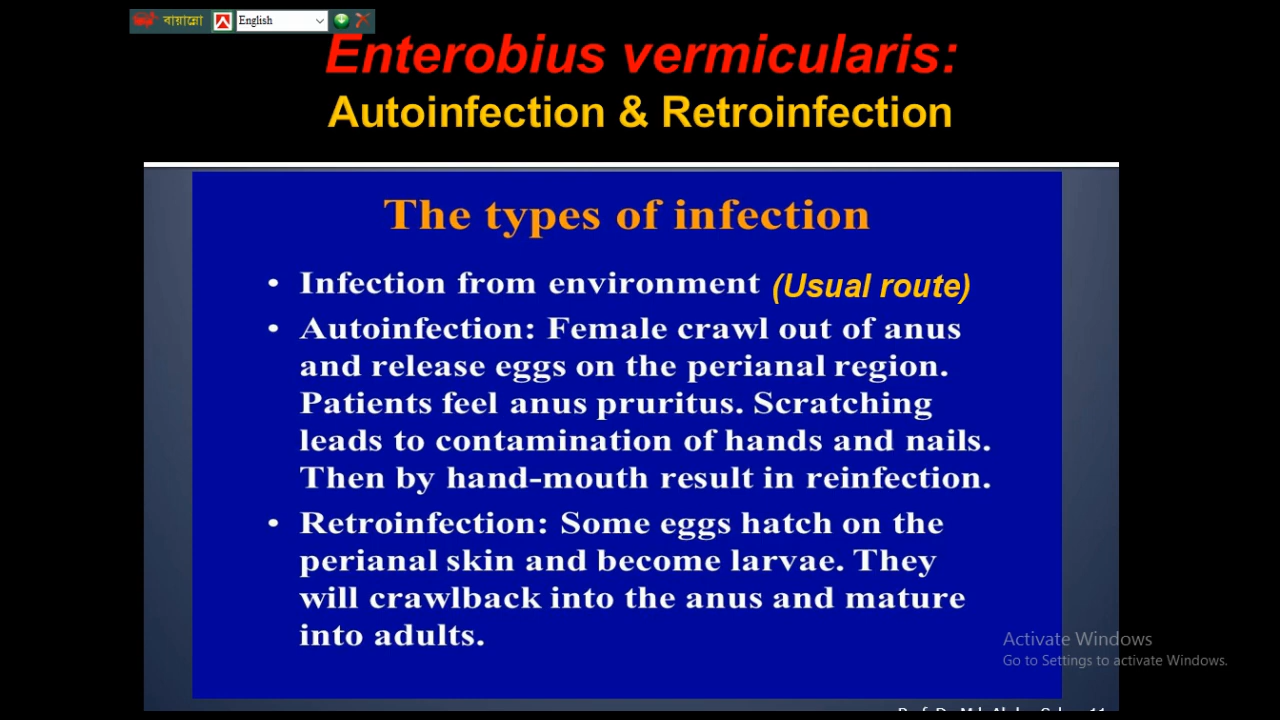 বায়ান্নো English
Enterobius vermicularis:
Autoinfection & Retroinfection
The types of infection
• Infection from environment (Usual route)
• Autoinfection: Female crawl out of anus
and release eggs on the perianal region.
Patients feel anus pruritus. Scratching
leads to contamination of hands and nails.
Then by hand-mouth result in reinfection.
• Retroinfection: Some eggs hatch on the
perianal skin and become larvae. They
will crawlback into the anus and mature
into adults.
Activate Windows
Go to Settings to activate Windows.